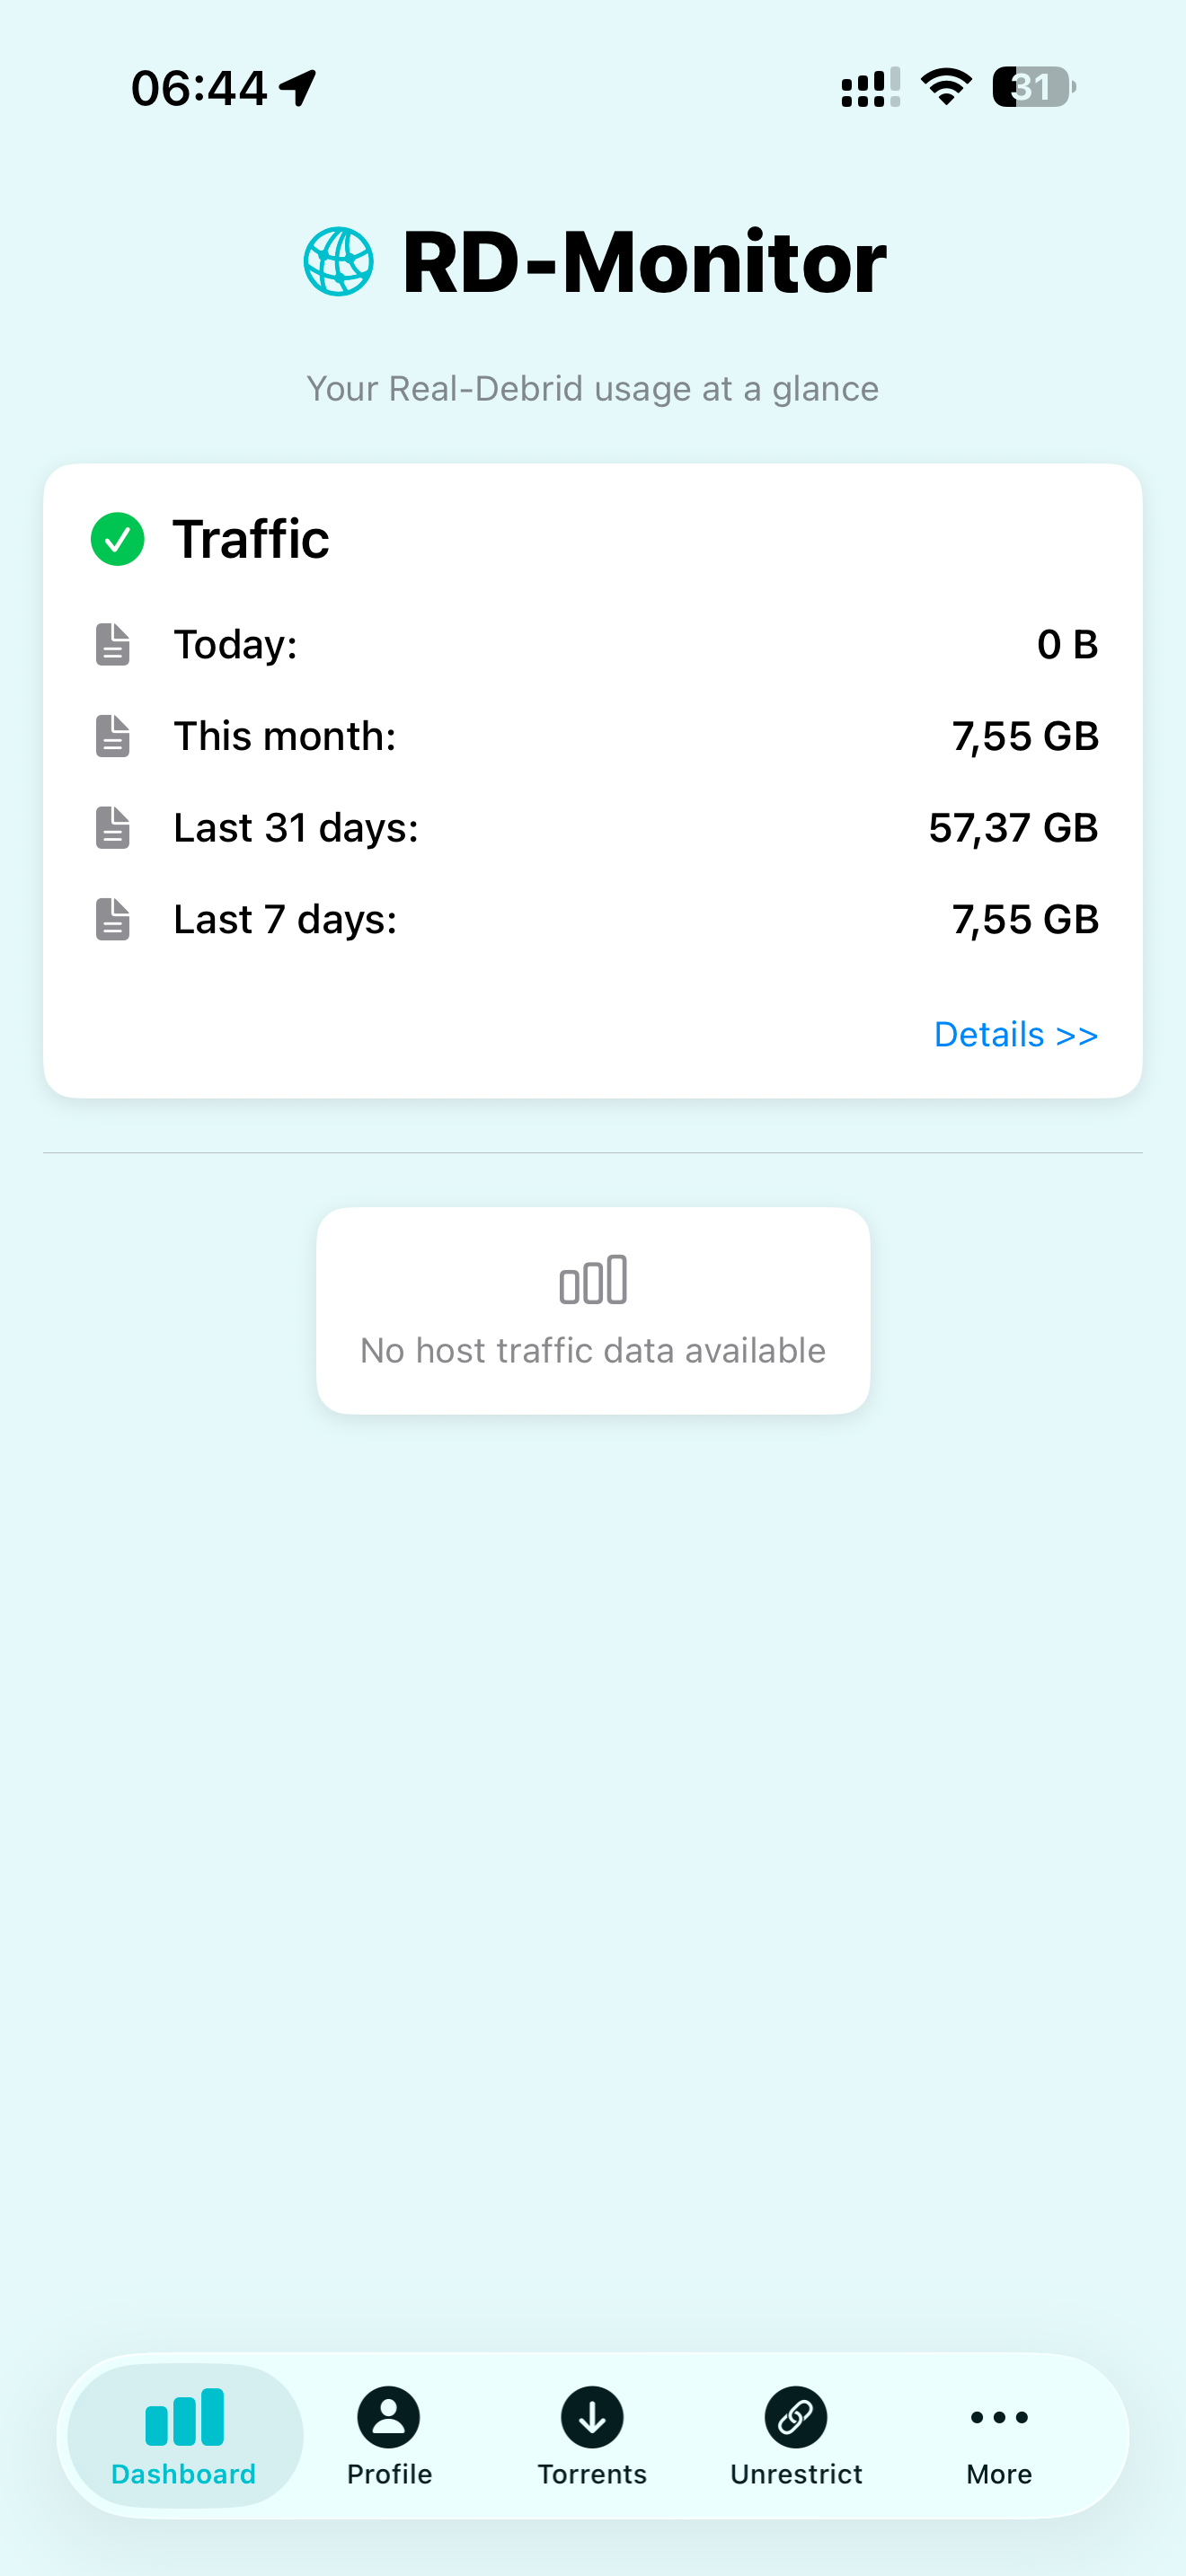 06:44
31
RD-Monitor
Your Real-Debrid usage at a glance
Traffic
Today: 0 B
This month: 7,55 GB
Last 31 days: 57,37 GB
Last 7 days: 7,55 GB
Details >>
No host traffic data available
Dashboard Profile Torrents Unrestrict More